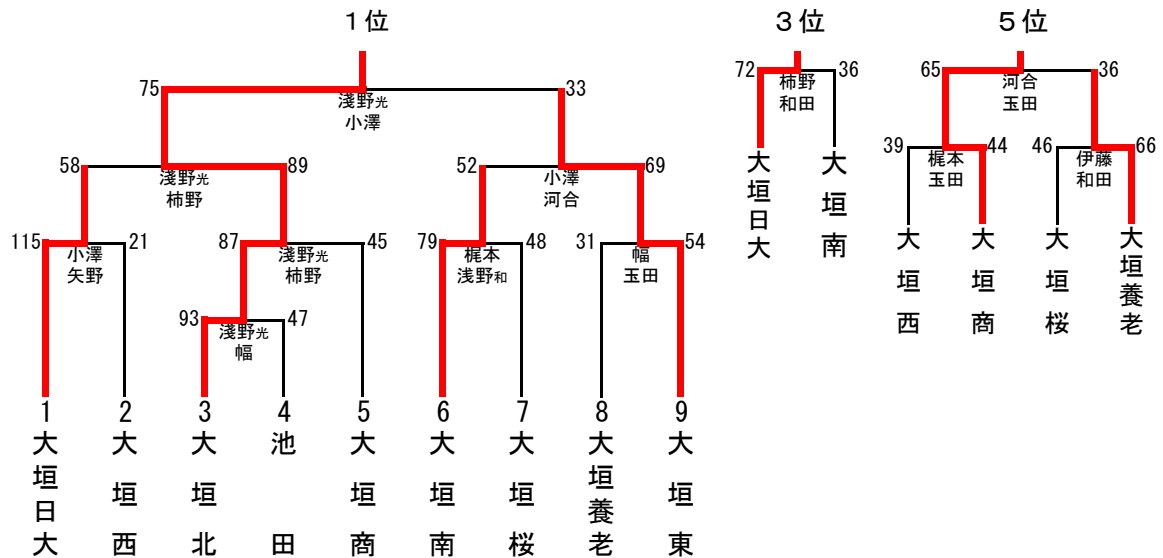 1位 3位 5位
72 36 65 36
75 33
柿野 和田
河合 玉田
淺野光
小澤
39 44 46 66
58 89 52 69
梶本 玉田
伊藤 和田
淺野光 柿野
小澤 河合
大垣日大 大垣南
115 21 87 45 79 48 31 54
小澤 矢野
淺野光 柿野
梶本 浅野和
幅 玉田
大垣西 大垣商 大垣桜 大垣養老
93 47
淺野光
幅
1 2 3 4 5 6 7 8 9
大垣日大
大垣西
大垣北
池田
大垣商
大垣南
大垣桜
大垣養老
大垣東